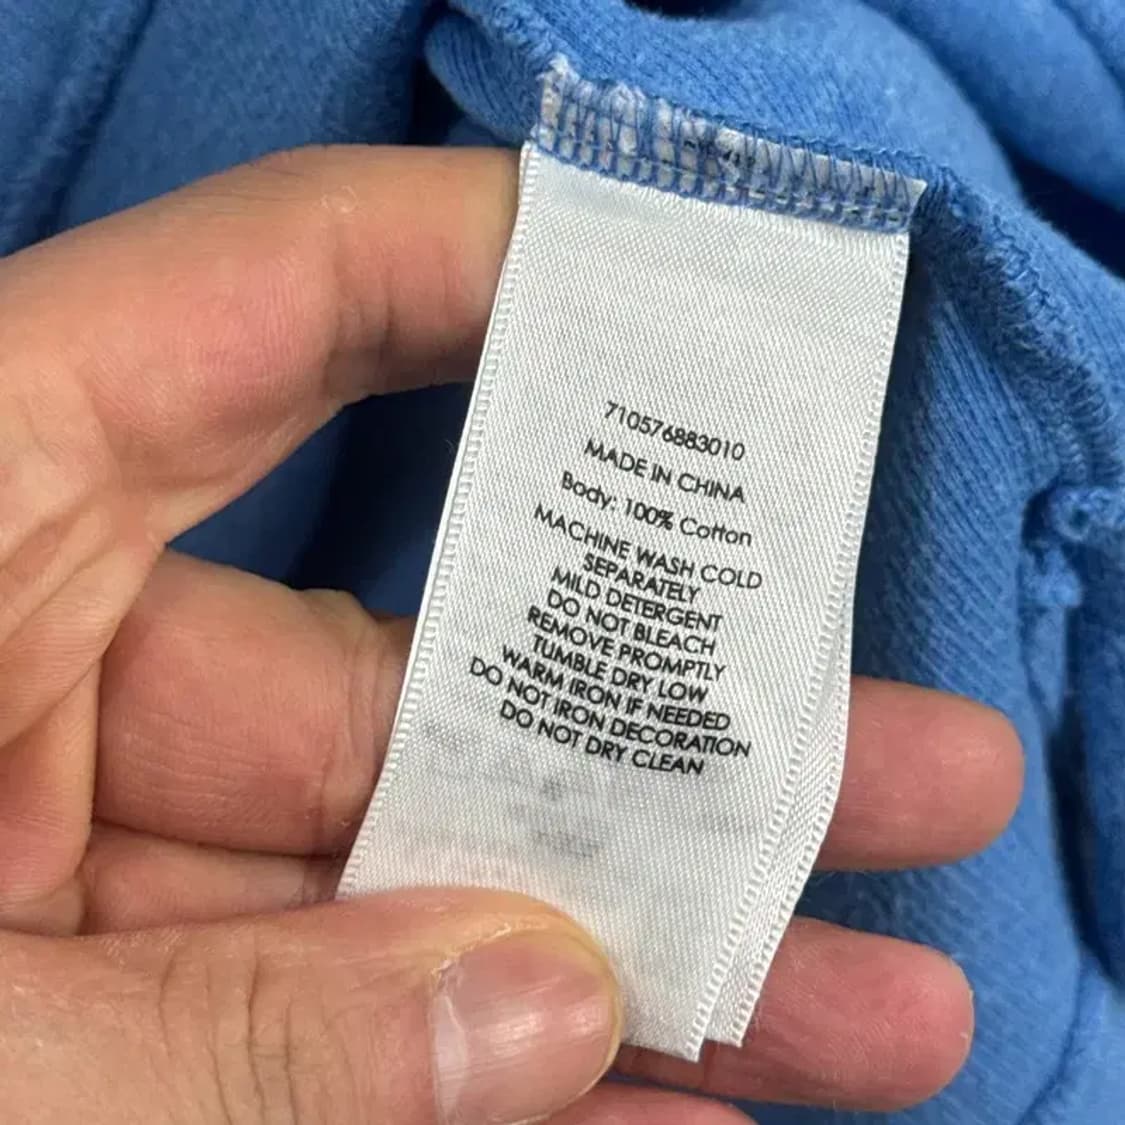 710576883010
MADE IN CHINA
Body: 100% Cotton
MACHINE WASH COLD
SEPARATELY
MILD DETERGENT
DO NOT BLEACH
REMOVE PROMPTLY
TUMBLE DRY LOW
WARM IRON IF NEEDED
DO NOT IRON DECORATION
DO NOT DRY CLEAN